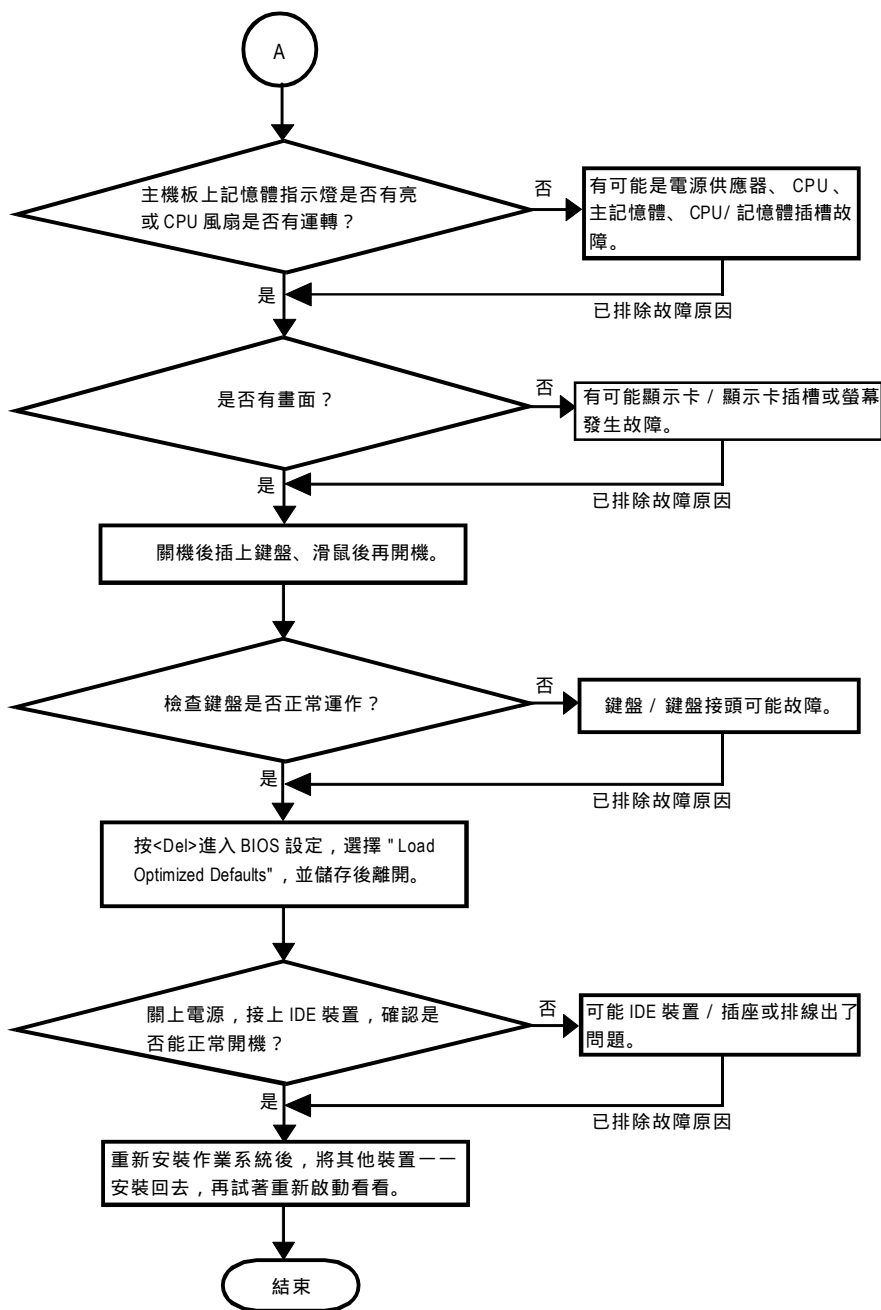 A
主機板上記憶體指示燈是否有亮
或 CPU 風扇是否有運轉？
否
有可能是電源供應器、 CPU 、
主記憶體、 CPU/ 記憶體插槽故
障。
是
已排除故障原因
是否有畫面？
否
有可能顯示卡 / 顯示卡插槽或螢幕
發生故障。
是
已排除故障原因
關機後插上鍵盤、滑鼠後再開機。
檢查鍵盤是否正常運作？
否
鍵盤 / 鍵盤接頭可能故障。
是
已排除故障原因
按<Del>進入 BIOS 設定，選擇 "Load
Optimized Defaults"，並儲存後離開。
關上電源，接上 IDE 裝置，確認是
否能正常開機？
否
可能 IDE 裝置 / 插座或排線出了
問題。
是
已排除故障原因
重新安裝作業系統後，將其他裝置一一
安裝回去，再試著重新啟動看看。
結束